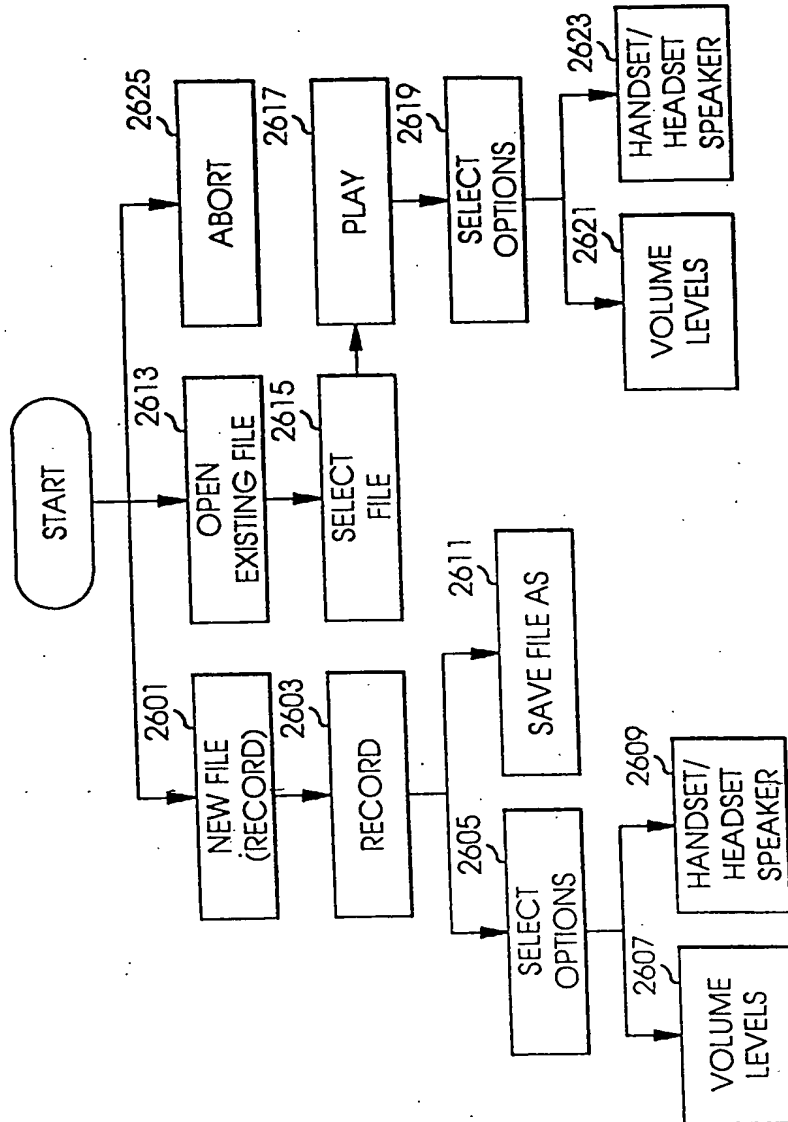 START
2601
NEW FILE
(RECORD)
2613
OPEN
EXISTING FILE
2625
ABORT
2603
RECORD
2615
SELECT
FILE
2617
PLAY
2605
SELECT
OPTIONS
2611
SAVE FILE AS
2619
SELECT
OPTIONS
2607
VOLUME
LEVELS
2609
HANDSET/
HEADSET
SPEAKER
2621
VOLUME
LEVELS
2623
HANDSET/
HEADSET
SPEAKER